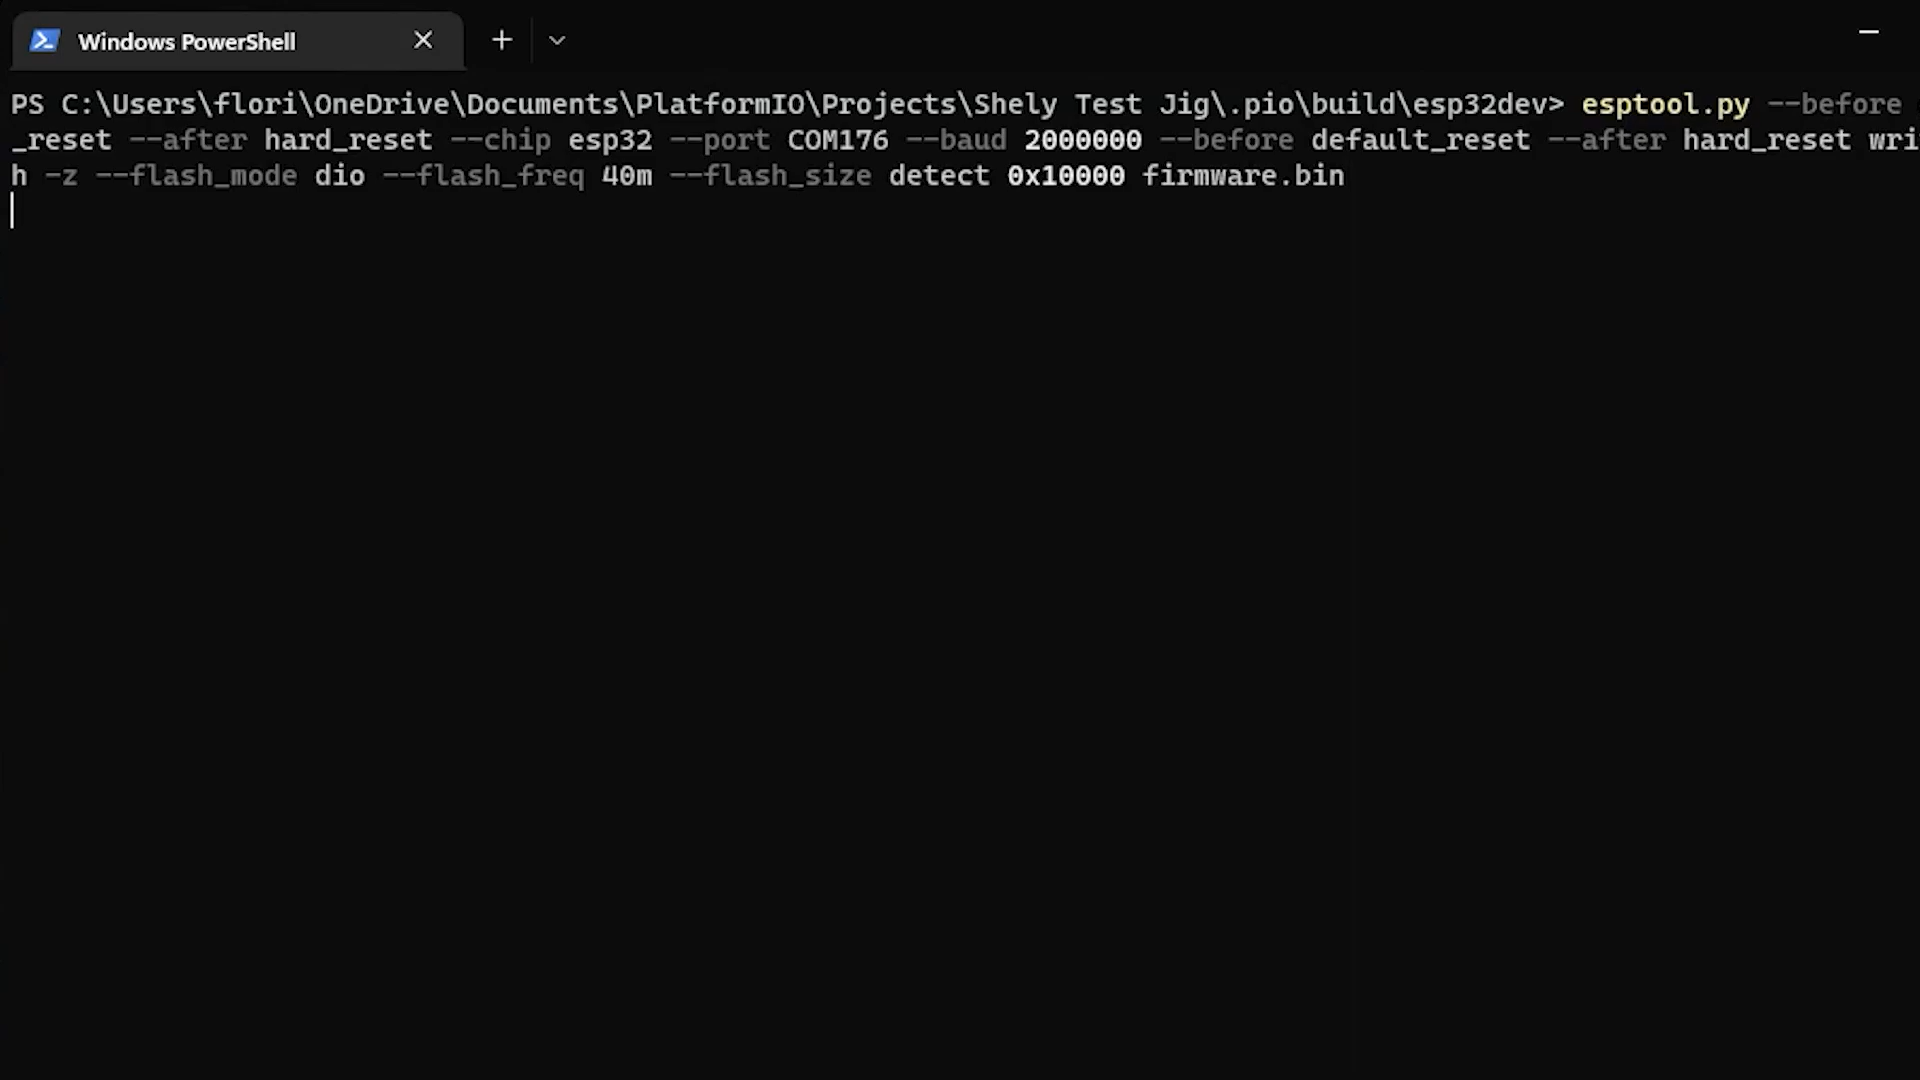 Windows PowerShell
PS C:\Users\flori\OneDrive\Documents\PlatformIO\Projects\Shely Test Jig\.pio\build\esp32dev> esptool.py --before
_reset --after hard_reset --chip esp32 --port COM176 --baud 2000000 --before default_reset --after hard_reset wri
h -z --flash_mode dio --flash_freq 40m --flash_size detect 0x10000 firmware.bin